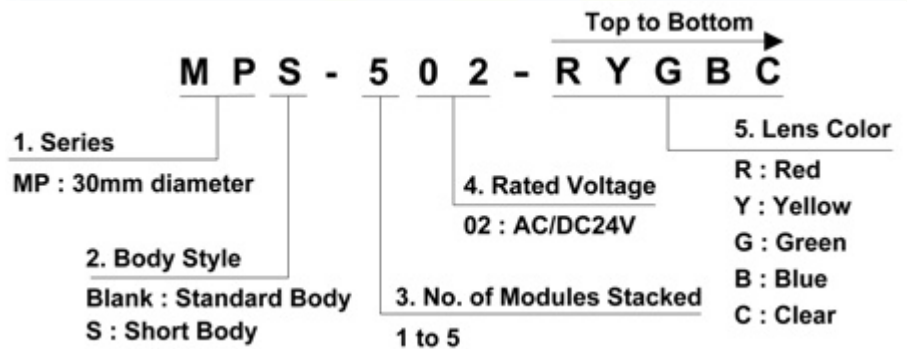 Top to Bottom
M P S - 5 0 2 - R Y G B C
1. Series
MP : 30mm diameter
2. Body Style
Blank : Standard Body
S : Short Body
3. No. of Modules Stacked
1 to 5
4. Rated Voltage
02 : AC/DC24V
5. Lens Color
R : Red
Y : Yellow
G : Green
B : Blue
C : Clear